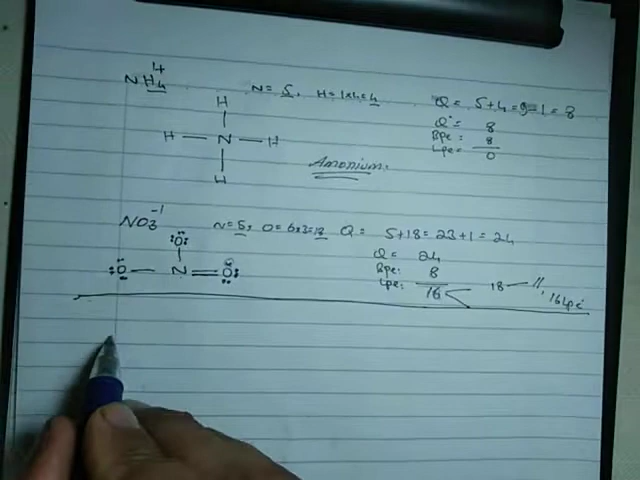 NH4 1+
N = 5, H = 1x4 = 4
Q = 5+4 = 9-1 = 8
Q = 8
Bpe = 8
Lpe = 0
H
H — N — H
H
Amonium.
NO3 -1
N = 5, O = 6x3 = 18 Q = 5+18 = 23+1 = 24
Q = 24
Bpe: 8
Lpe: 16
18 — 16 Lpe
O
O — N = O